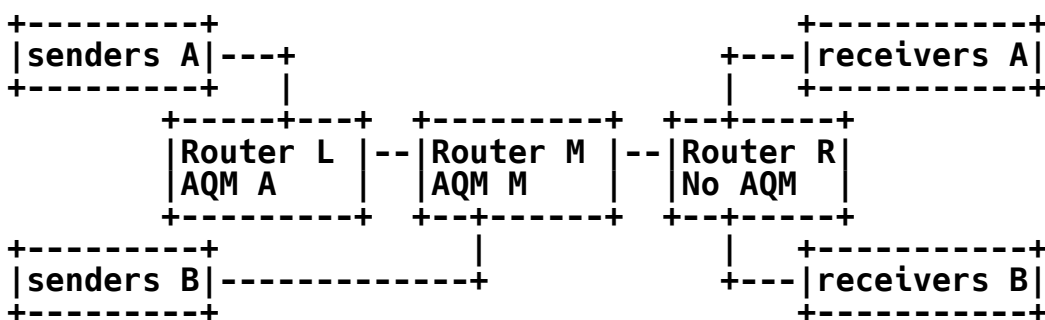 +---------+                                     +-----------+
|senders A|---+                             +---|receivers A|
+---------+   |                             |   +-----------+
        +-----+---+  +---------+  +--+-----+
        |Router L |--|Router M |--|Router R|
        |AQM A    |  |AQM M    |  |No AQM  |
        +---------+  +--+------+  +--+-----+
+---------+             |            |  +-----------+
|senders B|-------------+            +---|receivers B|
+---------+                             +-----------+